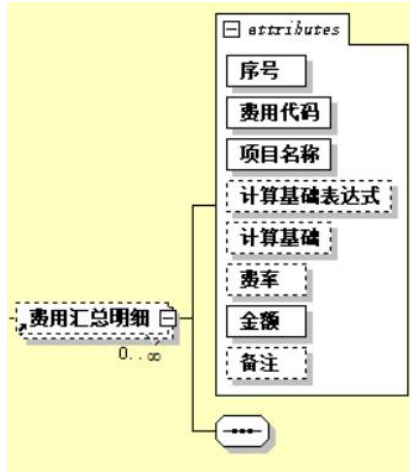 attributes
序号
费用代码
项目名称
计算基础表达式
计算基础
费率
金额
备注
费用汇总明细
0..∞